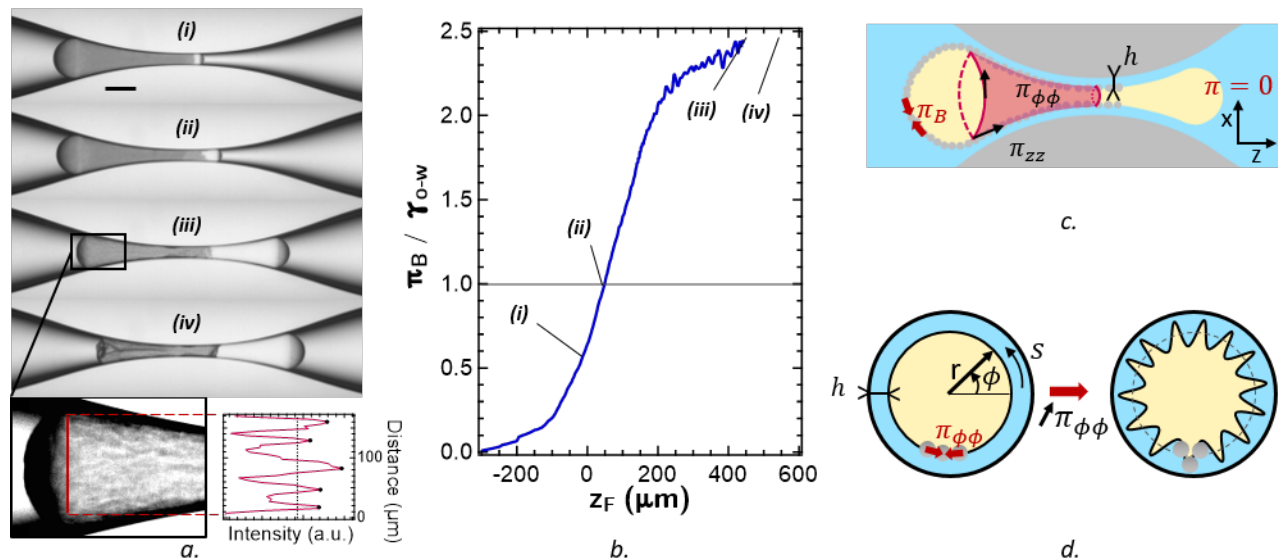 (i)
(ii)
(iii)
(iv)
Distance (μm)
100
0
Intensity (a.u.)
a.
π_B / γ_o-w
2.5
2.0
1.5
1.0
0.5
0.0
(i)
(ii)
(iii)
(iv)
-200 0 200 400 600
z_F (μm)
b.
h
π_ϕϕ
π = 0
π_B
π_zz
x
z
c.
h
r
ϕ
s
π_ϕϕ
π_ϕϕ
d.